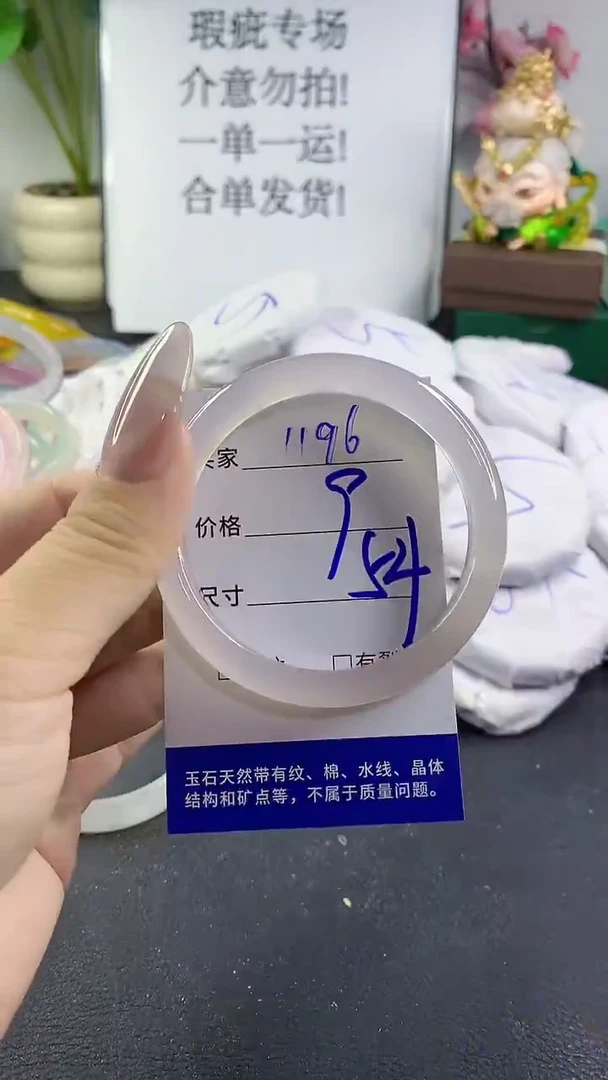 瑕疵专场
介意勿拍!
一单一运!
合单发货!
家 1196
价格 9
尺寸 54
玉石天然带有纹、棉、水线、晶体
结构和矿点等，不属于质量问题。